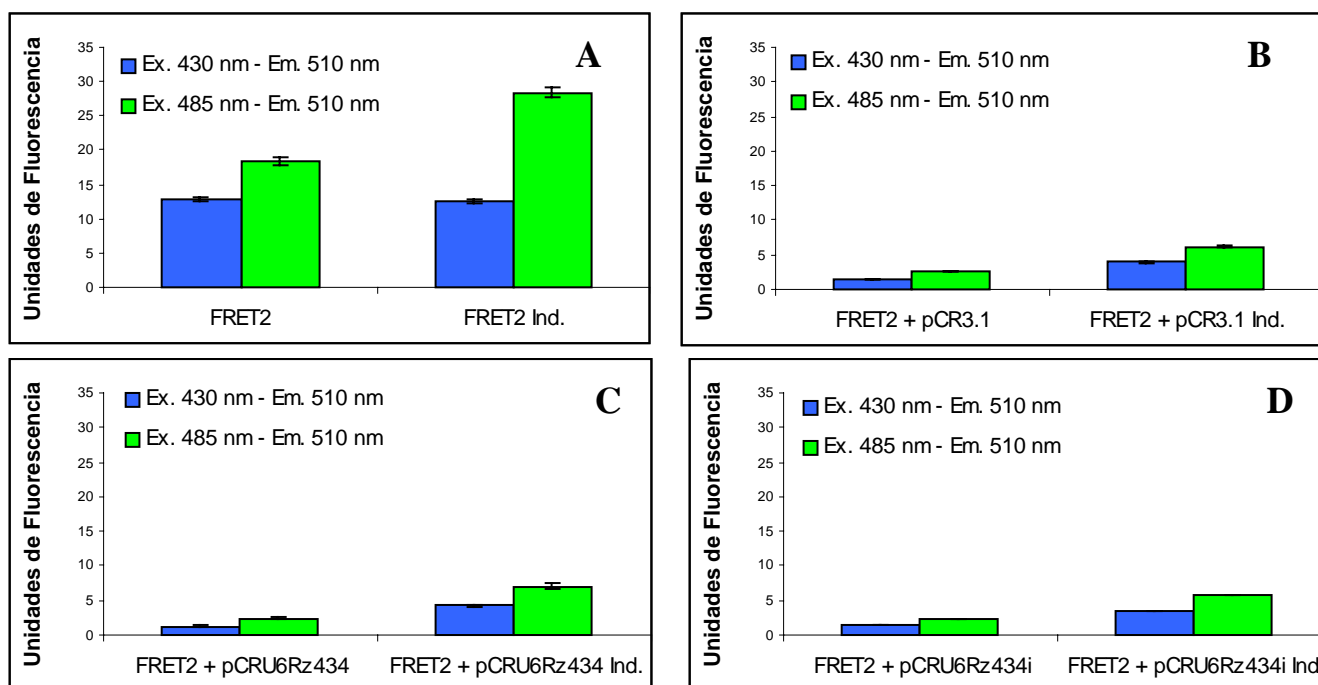 A
Unidades de Fluorescencia
35
30
25
20
15
10
5
0
Ex. 430 nm - Em. 510 nm
Ex. 485 nm - Em. 510 nm
FRET2
FRET2 Ind.
B
Unidades de Fluorescencia
35
30
25
20
15
10
5
0
Ex. 430 nm - Em. 510 nm
Ex. 485 nm - Em. 510 nm
FRET2 + pCR3.1
FRET2 + pCR3.1 Ind.
C
Unidades de Fluorescencia
35
30
25
20
15
10
5
0
Ex. 430 nm - Em. 510 nm
Ex. 485 nm - Em. 510 nm
FRET2 + pCRU6Rz434
FRET2 + pCRU6Rz434 Ind.
D
Unidades de Fluorescencia
35
30
25
20
15
10
5
0
Ex. 430 nm - Em. 510 nm
Ex. 485 nm - Em. 510 nm
FRET2 + pCRU6Rz434i
FRET2 + pCRU6Rz434i Ind